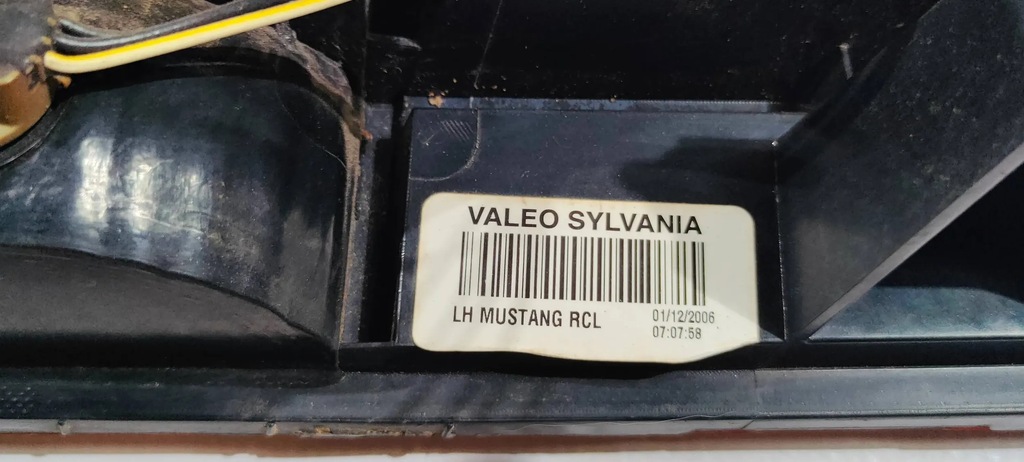 VALEO SYLVANIA
LH MUSTANG RCL
01/12/2006
07:07:58